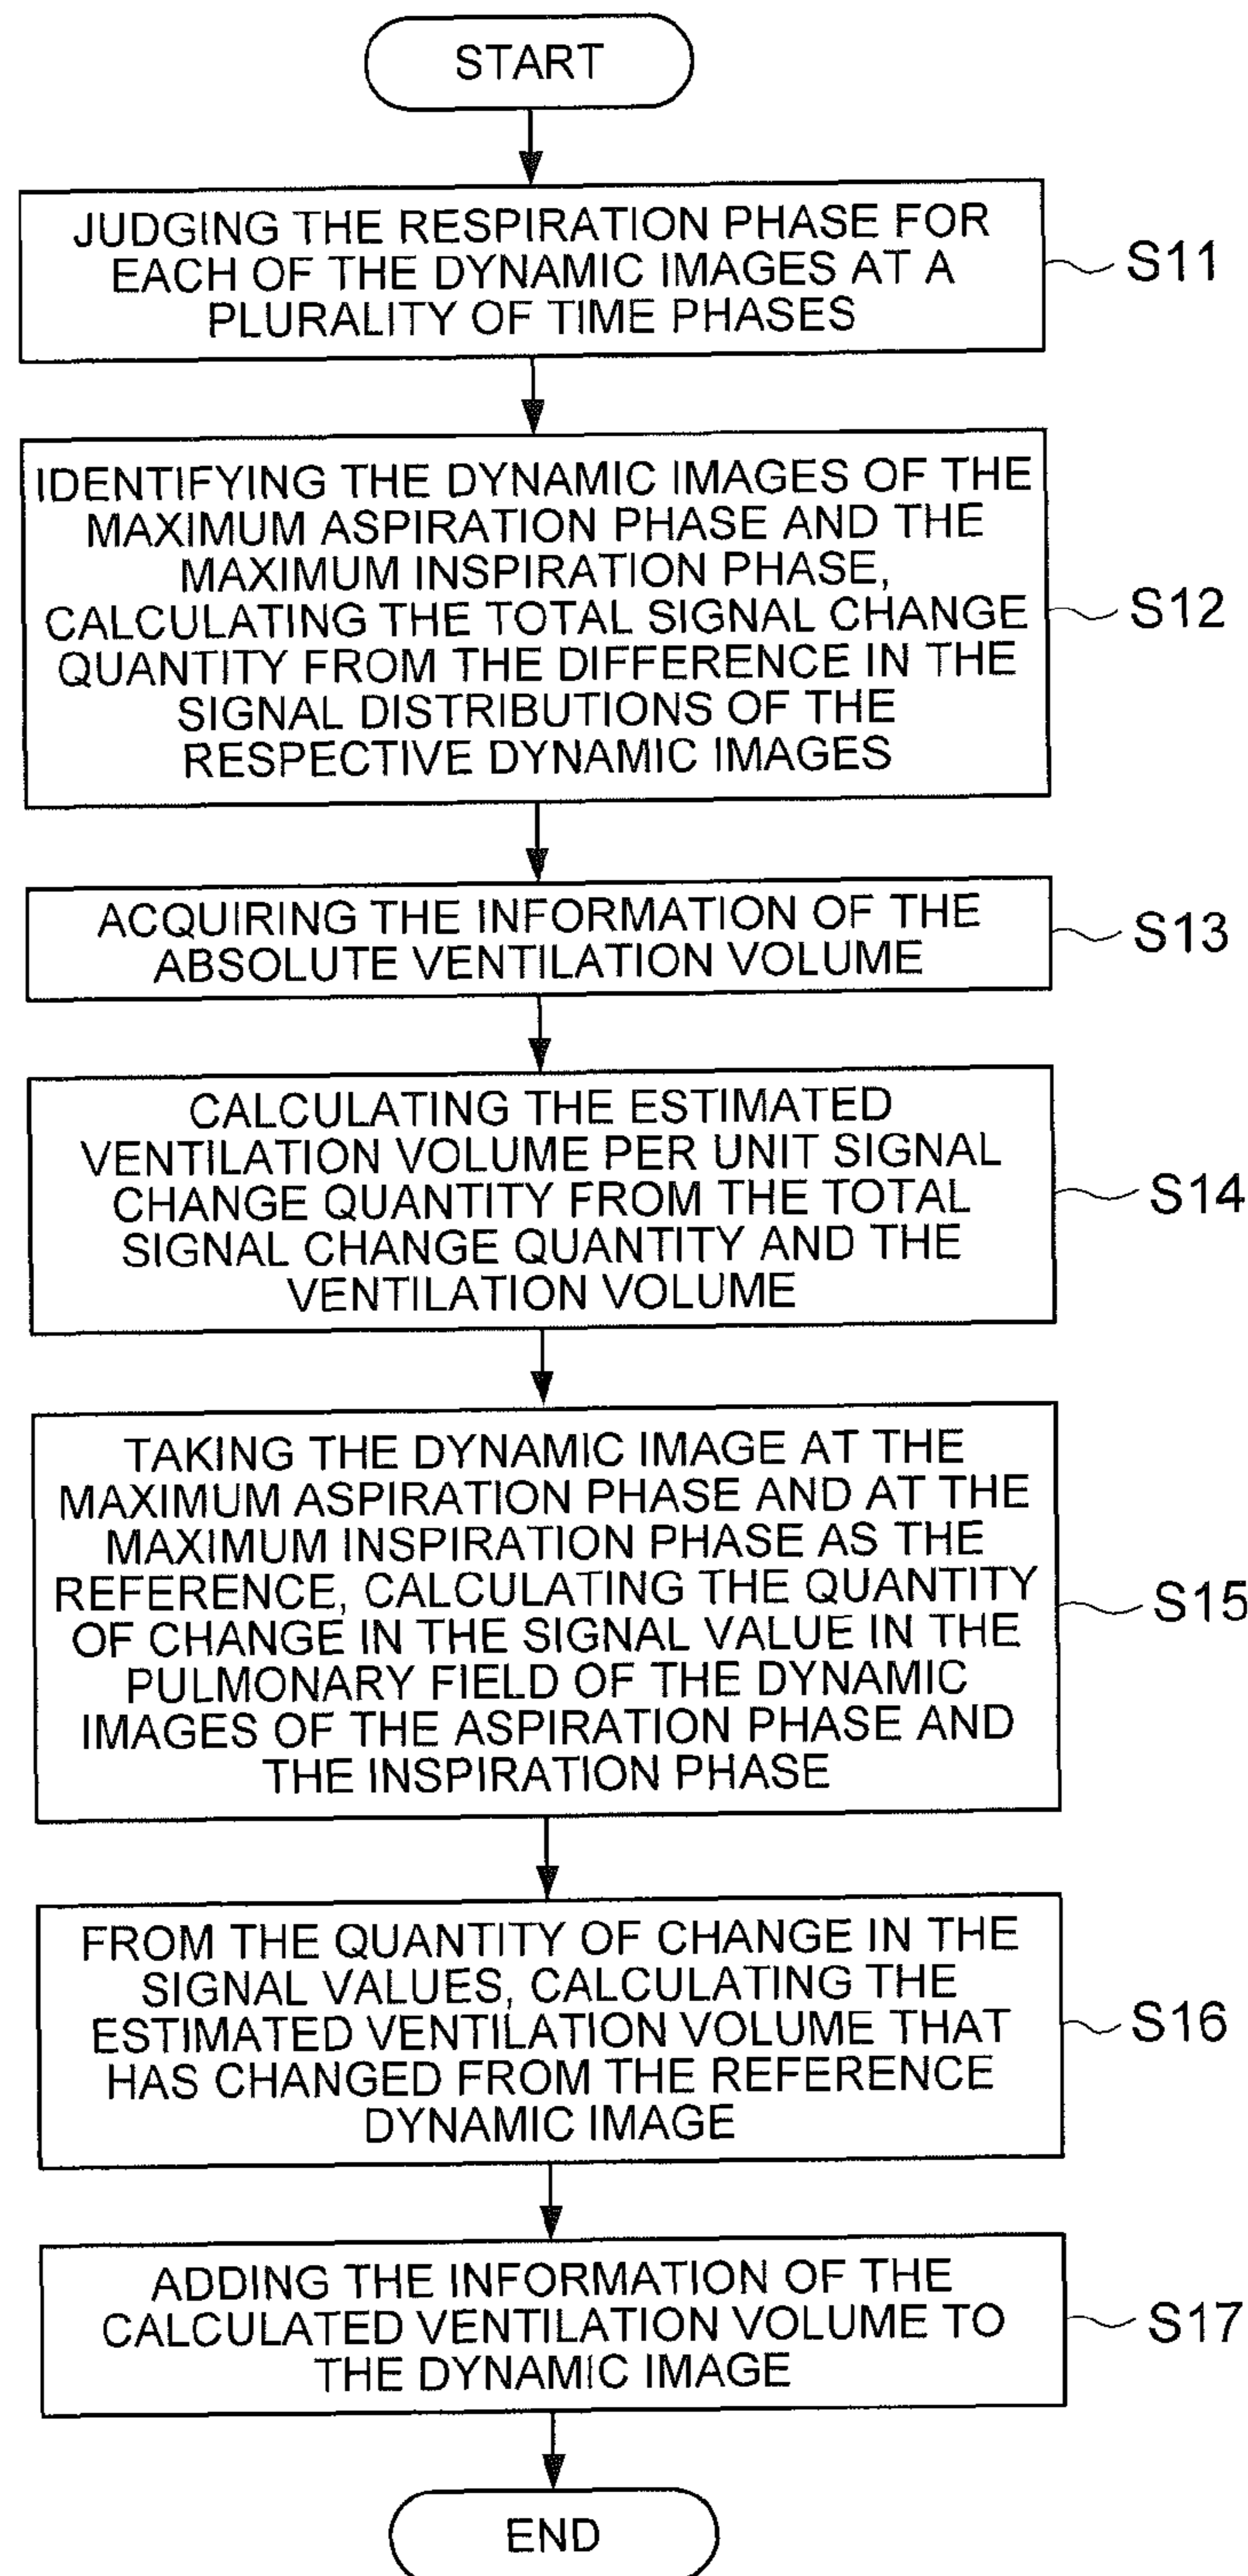 START
JUDGING THE RESPIRATION PHASE FOR
EACH OF THE DYNAMIC IMAGES AT A
PLURALITY OF TIME PHASES
S11
IDENTIFYING THE DYNAMIC IMAGES OF THE
MAXIMUM ASPIRATION PHASE AND THE
MAXIMUM INSPIRATION PHASE,
CALCULATING THE TOTAL SIGNAL CHANGE
QUANTITY FROM THE DIFFERENCE IN THE
SIGNAL DISTRIBUTIONS OF THE
RESPECTIVE DYNAMIC IMAGES
S12
ACQUIRING THE INFORMATION OF THE
ABSOLUTE VENTILATION VOLUME
S13
CALCULATING THE ESTIMATED
VENTILATION VOLUME PER UNIT SIGNAL
CHANGE QUANTITY FROM THE TOTAL
SIGNAL CHANGE QUANTITY AND THE
VENTILATION VOLUME
S14
TAKING THE DYNAMIC IMAGE AT THE
MAXIMUM ASPIRATION PHASE AND AT THE
MAXIMUM INSPIRATION PHASE AS THE
REFERENCE, CALCULATING THE QUANTITY
OF CHANGE IN THE SIGNAL VALUE IN THE
PULMONARY FIELD OF THE DYNAMIC
IMAGES OF THE ASPIRATION PHASE AND
THE INSPIRATION PHASE
S15
FROM THE QUANTITY OF CHANGE IN THE
SIGNAL VALUES, CALCULATING THE
ESTIMATED VENTILATION VOLUME THAT
HAS CHANGED FROM THE REFERENCE
DYNAMIC IMAGE
S16
ADDING THE INFORMATION OF THE
CALCULATED VENTILATION VOLUME TO
THE DYNAMIC IMAGE
S17
END